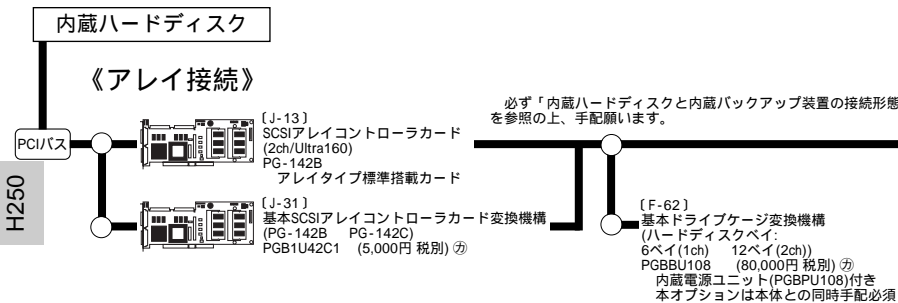 内蔵ハードディスク
《アレイ接続》
必ず「内蔵ハードディスクと内蔵バックアップ装置の接続形態
を参照の上、手配願います。
PCIバス
H250
〔J-13〕
SCSIアレイコントローラカード
(2ch/Ultra160)
PG-142B
アレイタイプ標準搭載カード
〔J-31〕
基本SCSIアレイコントローラカード変換機構
(PG-142B PG-142C)
PGB1U42C1 (5,000円 税別) ㋕
〔F-62〕
基本ドライブケージ変換機構
(ハードディスクベイ:
6ベイ(1ch) 12ベイ(2ch))
PGBBU108 (80,000円 税別) ㋕
内蔵電源ユニット(PGBPU108)付き
本オプションは本体との同時手配必須